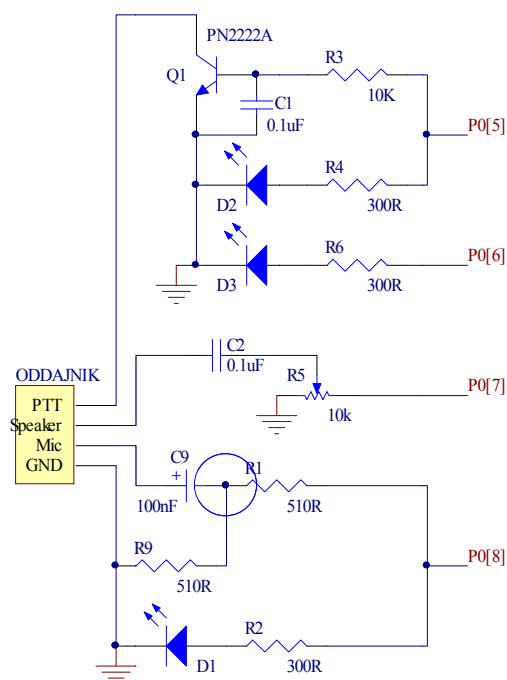 PN2222A
Q1
R3
10K
C1
0.1uF
P0[5]
R4
300R
D2
R6
300R
P0[6]
D3
C2
0.1uF
ODDAJNIK
PTT
Speaker
Mic
GND
R5
10k
P0[7]
C9
+
100nF
R1
510R
R9
510R
P0[8]
R2
300R
D1